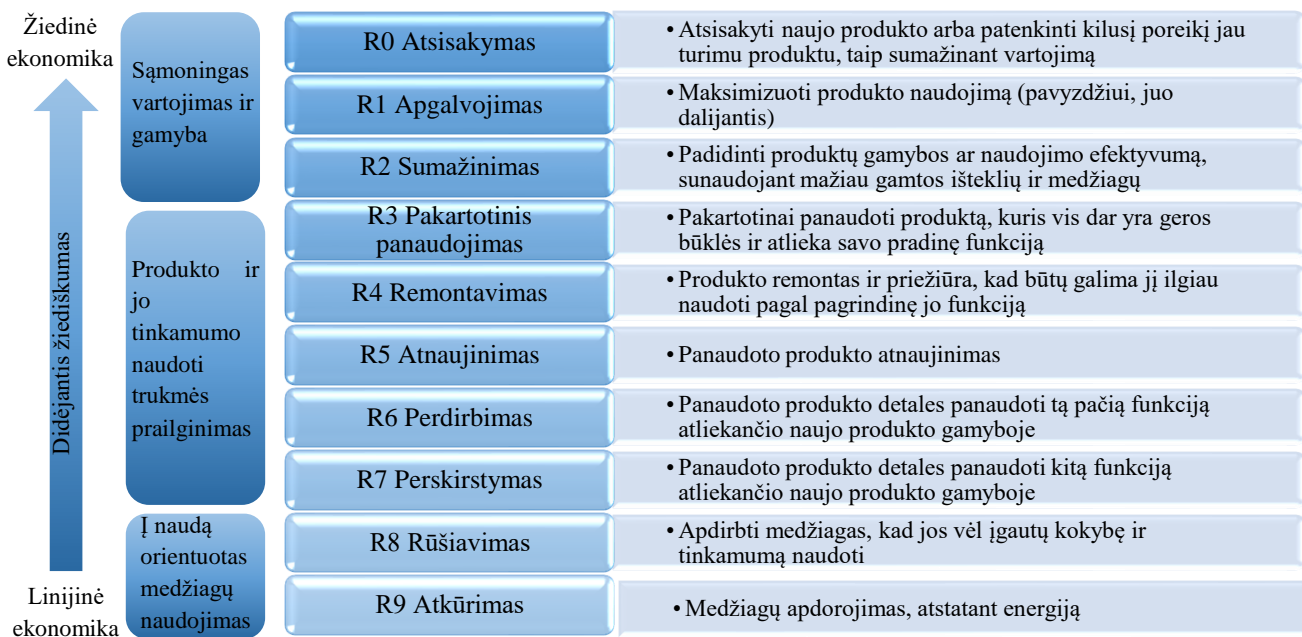 Žiedinė
ekonomika
Didėjantis žiediškumas
Linijinė
ekonomika
Sąmoningas
vartojimas ir
gamyba
Produkto ir
jo
tinkamumo
naudoti
trukmės
prailginimas
Į naudą
orientuotas
medžiagų
naudojimas
R0 Atsisakymas
• Atsisakyti naujo produkto arba patenkinti kilusį poreikį jau
turimu produktu, taip sumažinant vartojimą
R1 Apgalvojimas
• Maksimizuoti produkto naudojimą (pavyzdžiui, juo
dalijantis)
R2 Sumažinimas
• Padidinti produktų gamybos ar naudojimo efektyvumą,
sunaudojant mažiau gamtos išteklių ir medžiagų
R3 Pakartotinis
panaudojimas
• Pakartotinai panaudoti produktą, kuris vis dar yra geros
būklės ir atlieka savo pradinę funkciją
R4 Remontavimas
• Produkto remontas ir priežiūra, kad būtų galima jį ilgiau
naudoti pagal pagrindinę jo funkciją
R5 Atnaujinimas
• Panaudoto produkto atnaujinimas
R6 Perdirbimas
• Panaudoto produkto detales panaudoti tą pačią funkciją
atliekančio naujo produkto gamyboje
R7 Perskirstymas
• Panaudoto produkto detales panaudoti kitą funkciją
atliekančio naujo produkto gamyboje
R8 Rūšiavimas
• Apdirbti medžiagas, kad jos vėl įgautų kokybę ir
tinkamumą naudoti
R9 Atkūrimas
• Medžiagų apdorojimas, atstatant energiją